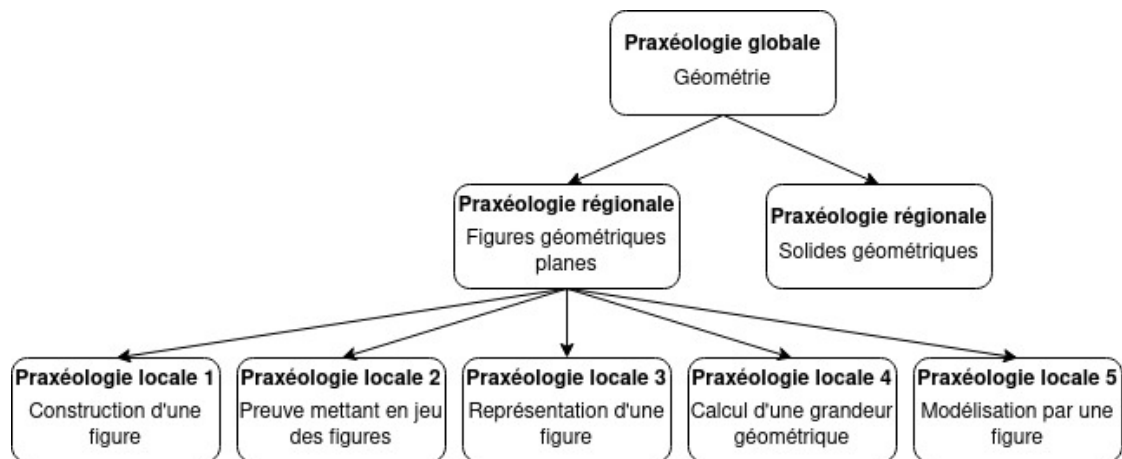 Praxéologie globale
Géométrie
Praxéologie régionale
Figures géométriques
planes
Praxéologie régionale
Solides géométriques
Praxéologie locale 1
Construction d'une
figure
Praxéologie locale 2
Preuve mettant en jeu
des figures
Praxéologie locale 3
Représentation d'une
figure
Praxéologie locale 4
Calcul d'une grandeur
géométrique
Praxéologie locale 5
Modélisation par une
figure